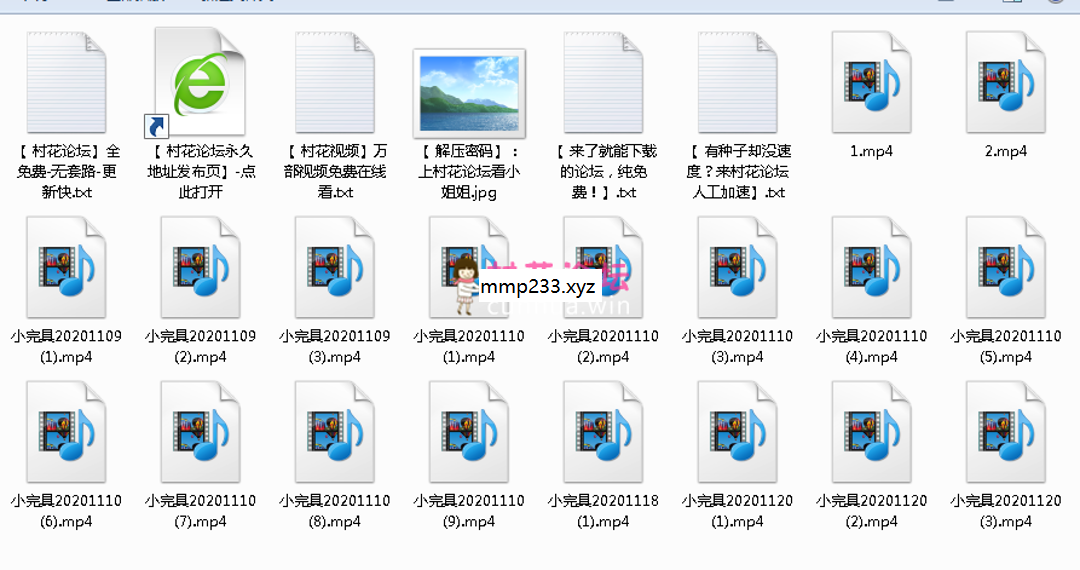 【 村花论坛】全
免费-无套路-更
新快.txt
【 村花论坛永久
地址发布页】-点
此打开
【 村花视频】万
部视频免费在线
看.txt
【 解压密码】：
上村花论坛看小
姐姐.jpg
【 来了就能下载
的论坛，纯免
费！】.txt
【 有种子却没速
度？来村花论坛
人工加速】.txt
1.mp4
2.mp4
小完具20201109
(1).mp4
小完具20201109
(2).mp4
小完具20201109
(3).mp4
小完具20201110
(1).mp4
小完具20201110
(2).mp4
小完具20201110
(3).mp4
小完具20201110
(4).mp4
小完具20201110
(5).mp4
mmp233.xyz
小完具20201110
(6).mp4
小完具20201110
(7).mp4
小完具20201110
(8).mp4
小完具20201110
(9).mp4
小完具20201118
(1).mp4
小完具20201120
(1).mp4
小完具20201120
(2).mp4
小完具20201120
(3).mp4